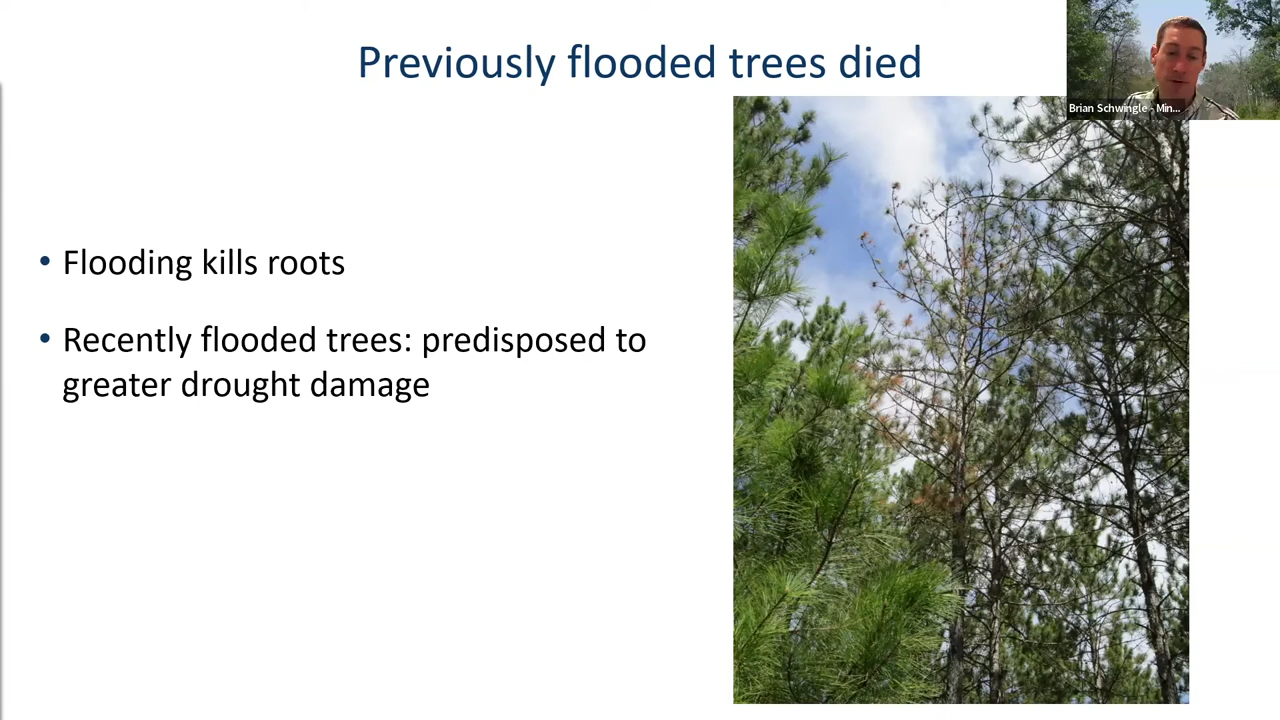 Previously flooded trees died
Brian Schwingle - Min...
• Flooding kills roots
• Recently flooded trees: predisposed to
greater drought damage